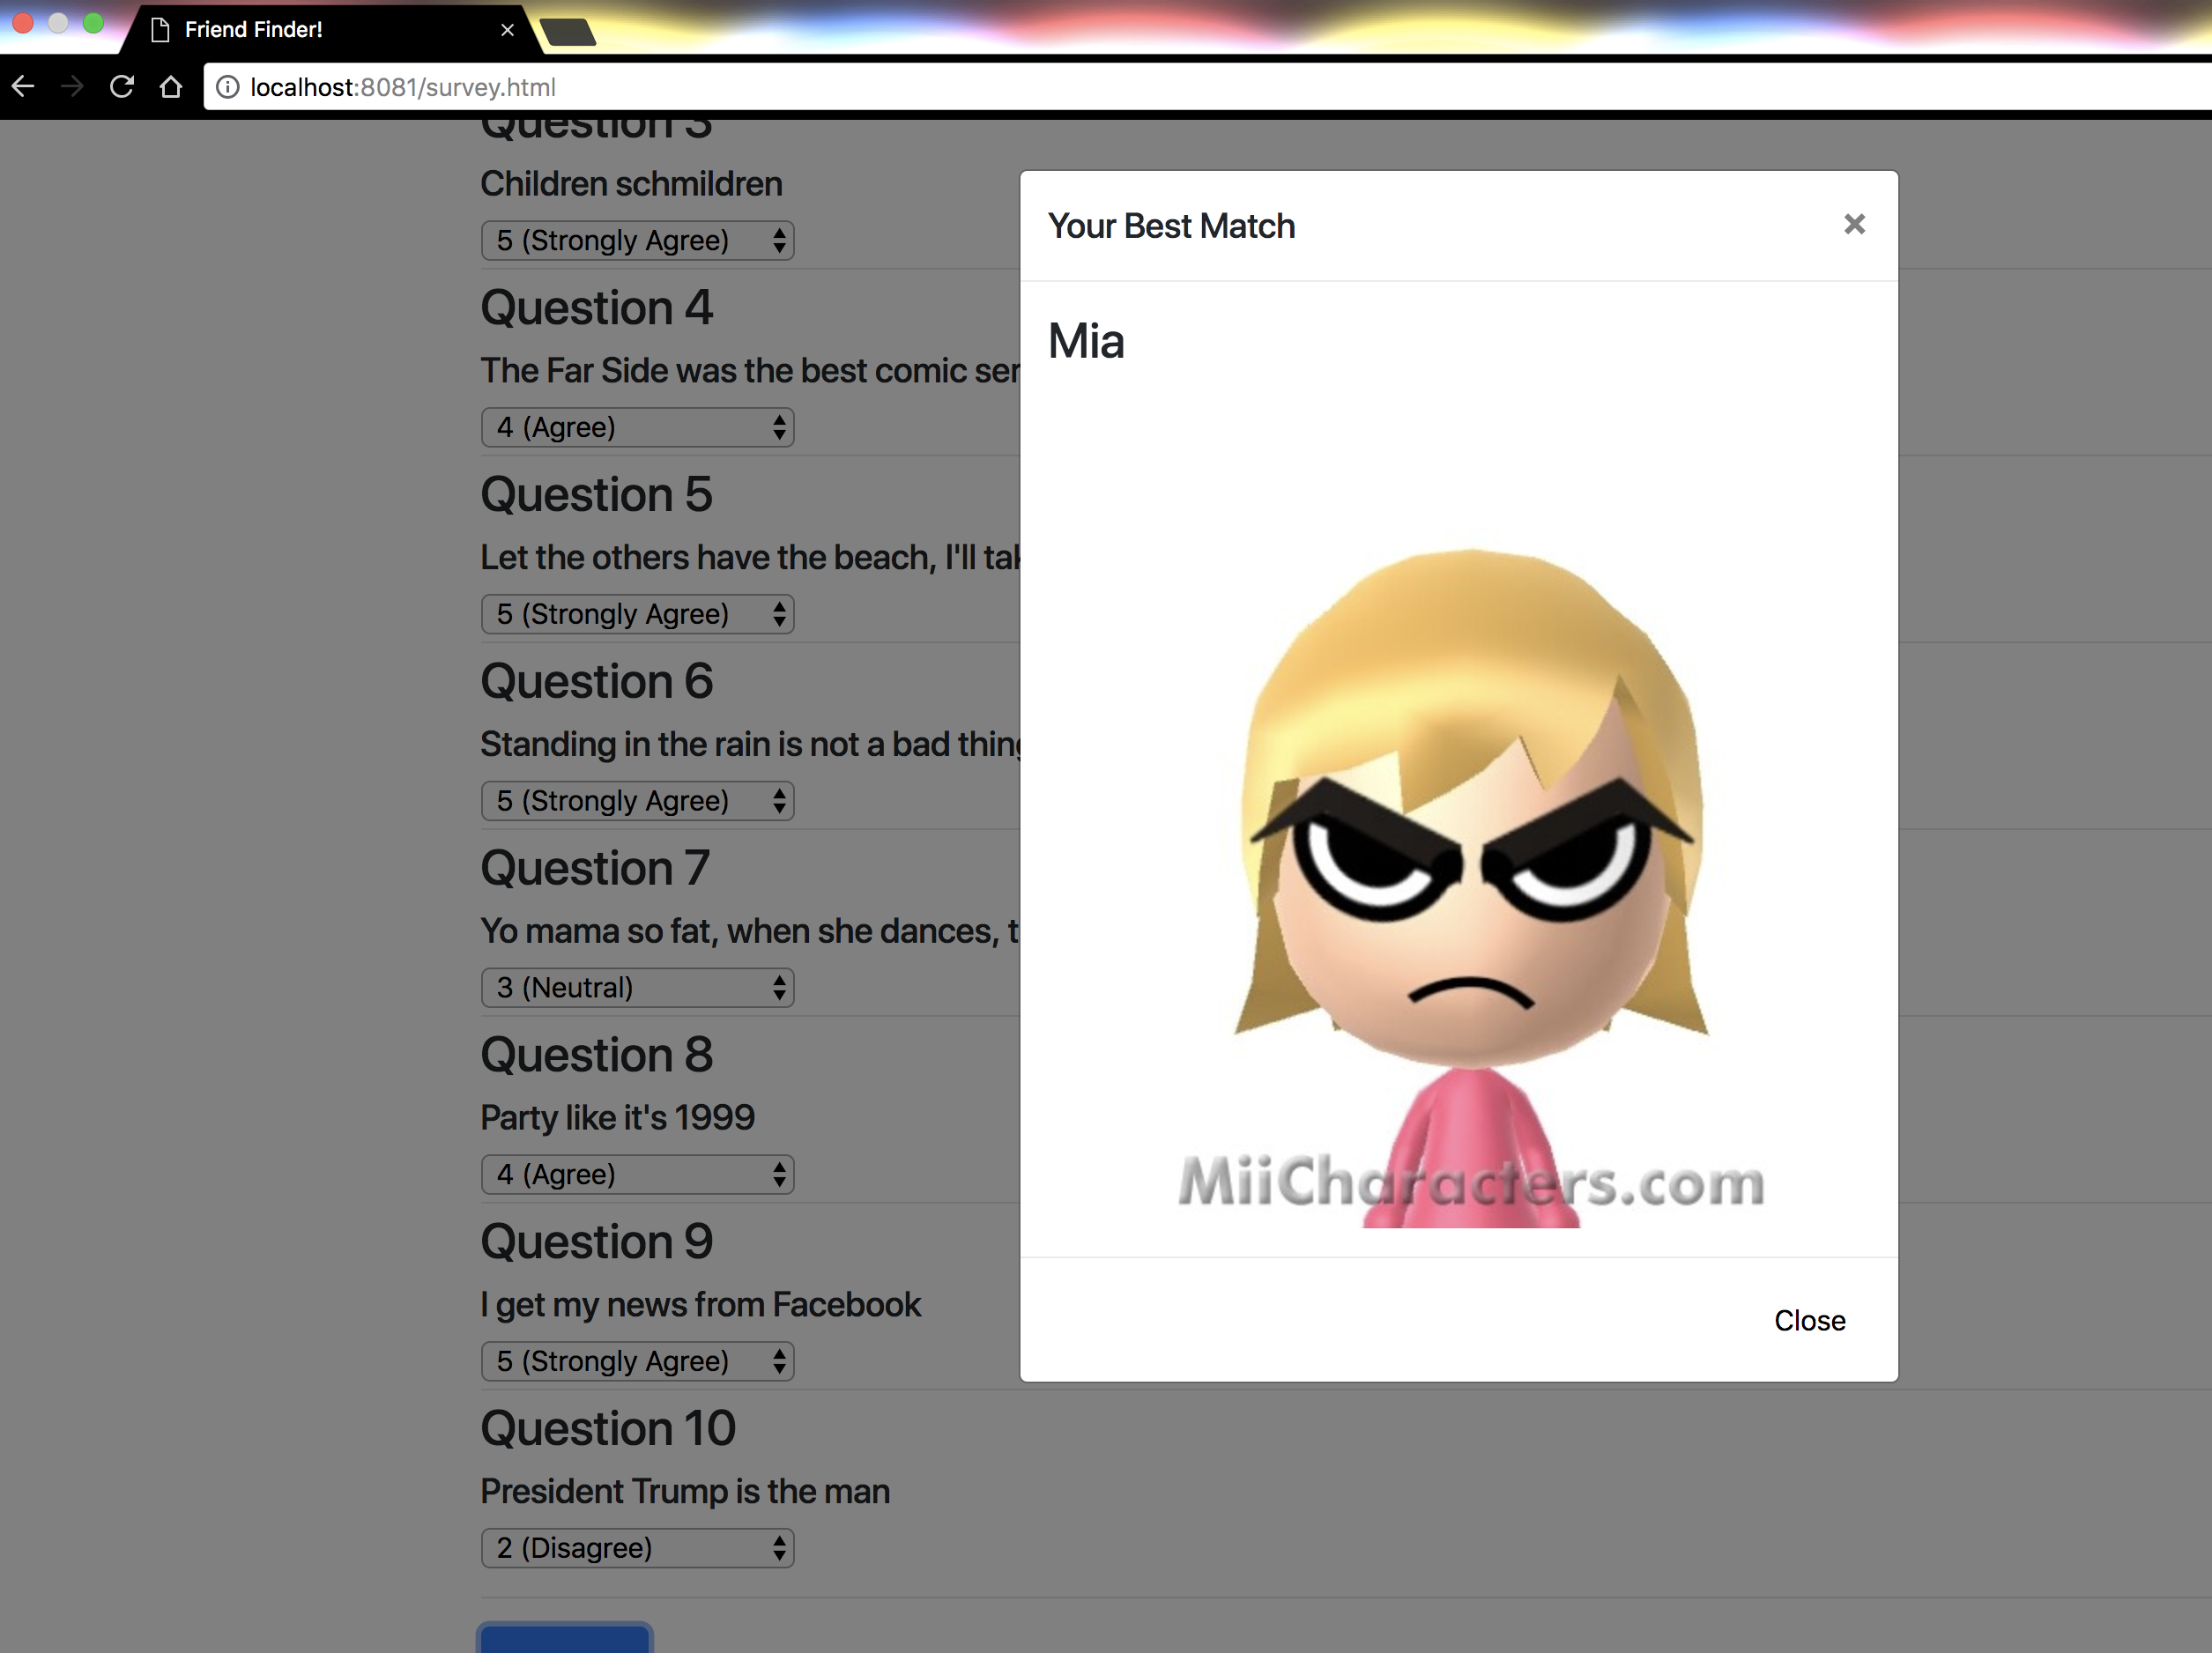 Friend Finder!
localhost:8081/survey.html
Question 3
Children schmildren
5 (Strongly Agree)
Question 4
The Far Side was the best comic ser
4 (Agree)
Question 5
Let the others have the beach, I'll tak
5 (Strongly Agree)
Question 6
Standing in the rain is not a bad thing
5 (Strongly Agree)
Question 7
Yo mama so fat, when she dances, t
3 (Neutral)
Question 8
Party like it's 1999
4 (Agree)
Question 9
I get my news from Facebook
5 (Strongly Agree)
Question 10
President Trump is the man
2 (Disagree)
Your Best Match
×
Mia
MiiCharacters.com
Close